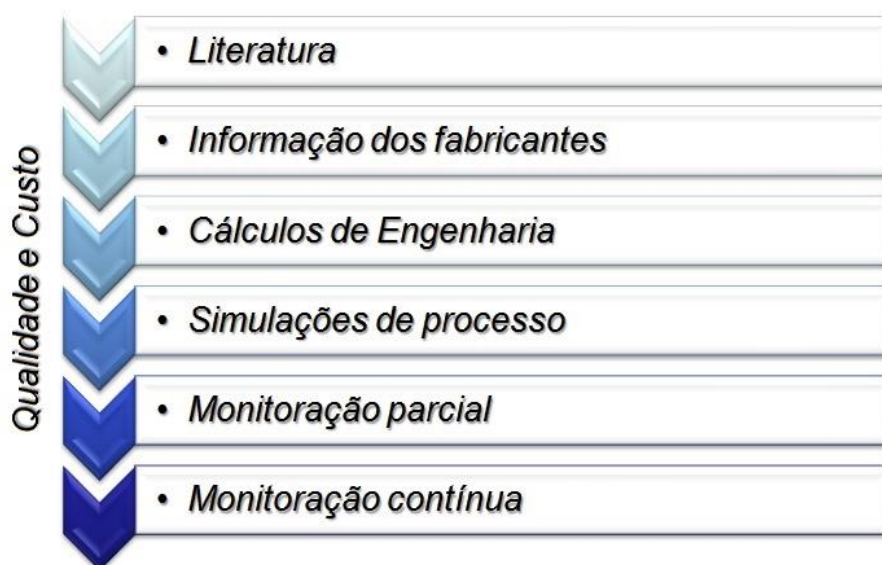 Qualidade e Custo
• Literatura
• Informação dos fabricantes
• Cálculos de Engenharia
• Simulações de processo
• Monitoração parcial
• Monitoração contínua